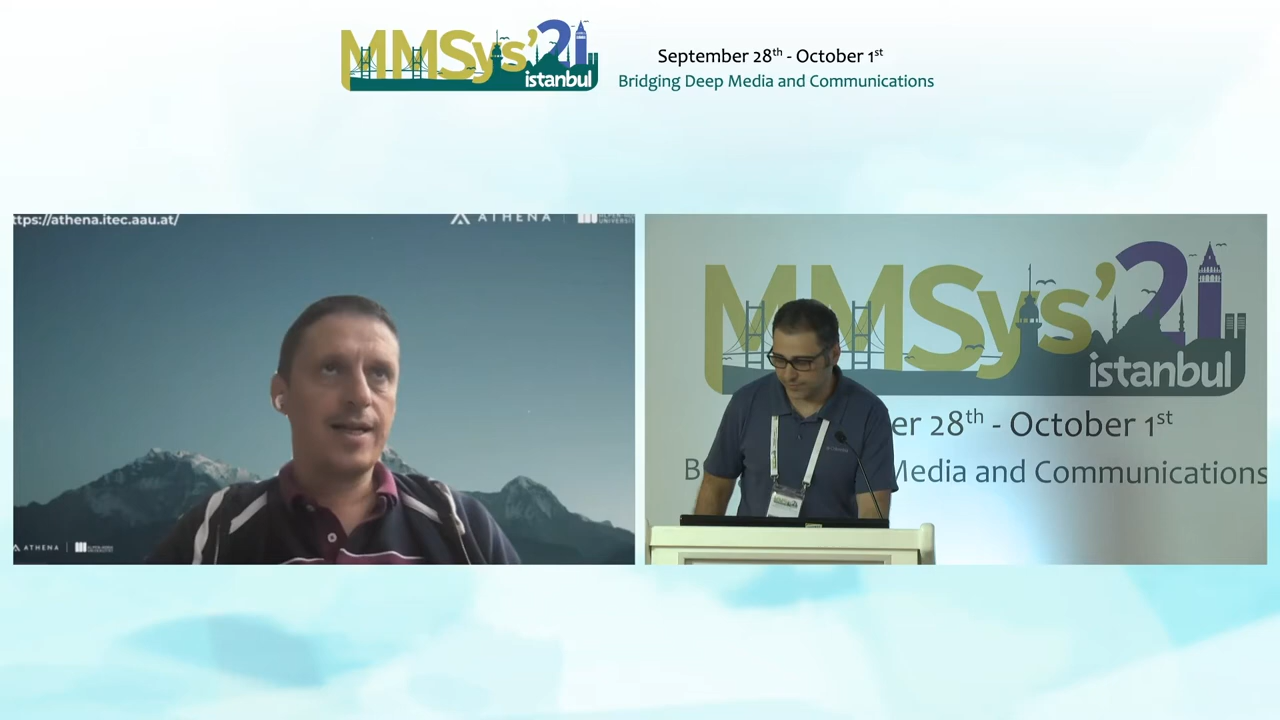 MMSys'21
istanbul
September 28th - October 1st
Bridging Deep Media and Communications
ttps://athena.itec.aau.at/
ATHENA
ATHENA
MMSys'21
istanbul
er 28th - October 1st
B Media and Communications